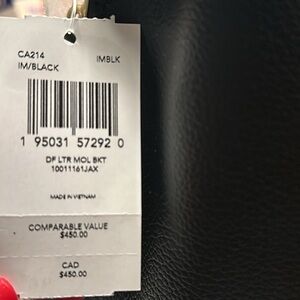 CA214 IMBLK
IM/BLACK
1 95031 57292 0
DF LTR MOL BKT
10011161JAX
MADE IN VIETNAM
COMPARABLE VALUE
$450.00
CAD
$450.00